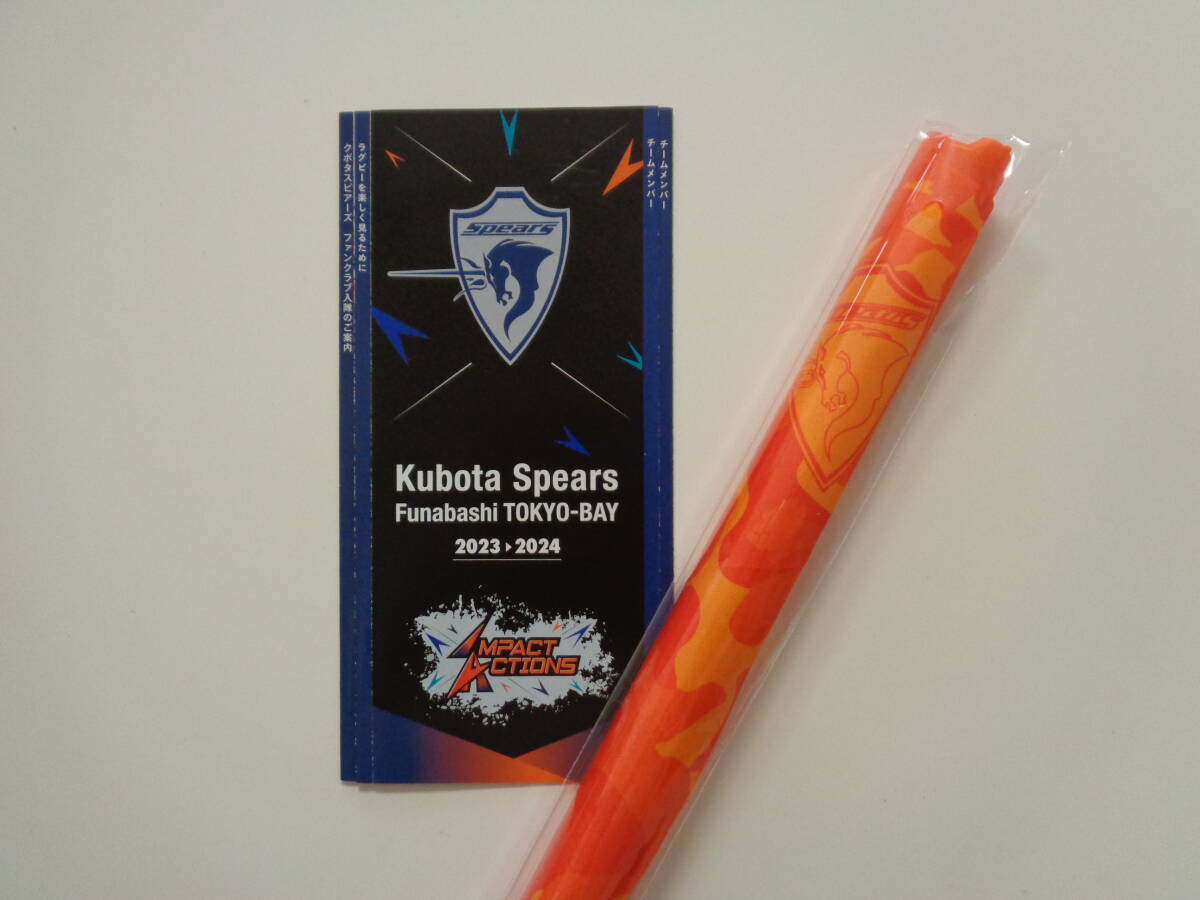 チームメンバー
チームメンバー
ラグビーを楽しく見るために
クボタスピアーズ ファンクラブ入隊のご案内
Spears
Kubota Spears
Funabashi TOKYO-BAY
2023▸2024
IMPACT
ACTIONS
Spears